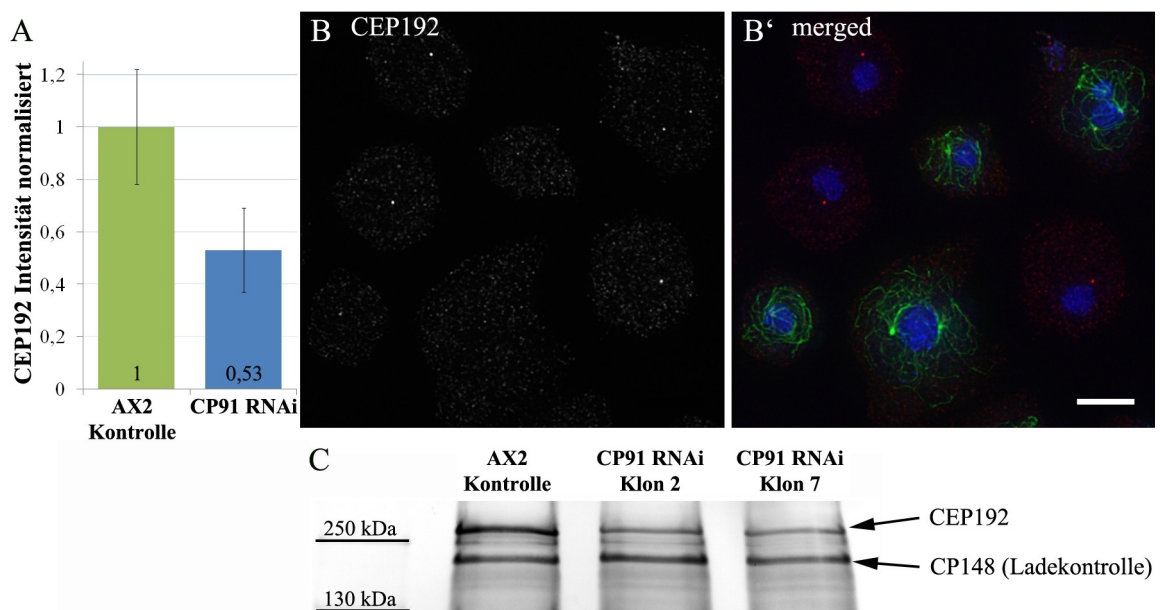 A
CEP192 Intensität normalisiert
1,2
1
0,8
0,6
0,4
0,2
0
1
0,53
AX2
Kontrolle
CP91 RNAi
B
CEP192
B‘
merged
C
AX2
Kontrolle
CP91 RNAi
Klon 2
CP91 RNAi
Klon 7
250 kDa
130 kDa
CEP192
CP148 (Ladekontrolle)